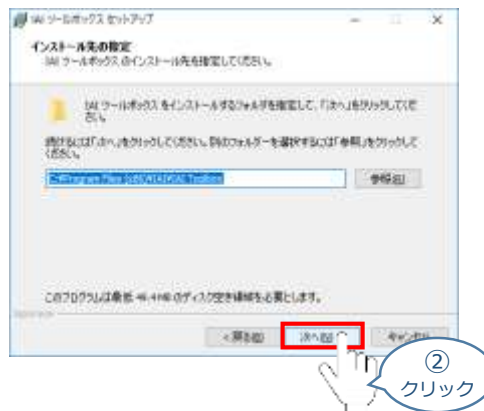 IAI ツールボックス セットアップ
インストール先の指定
IAI ツールボックス のインストール先を指定してください。
IAI ツールボックス をインストールするフォルダを指定して、「次へ」をクリックしてくだ
さい。
続けるには「次へ」をクリックしてください。別のフォルダーを選択するには「参照」をクリックして
ください。
参照(R)
このプログラムは最低 のディスク空き領域を必要とします。
< 戻る(B)
次へ(N)
キャンセル
②
クリック